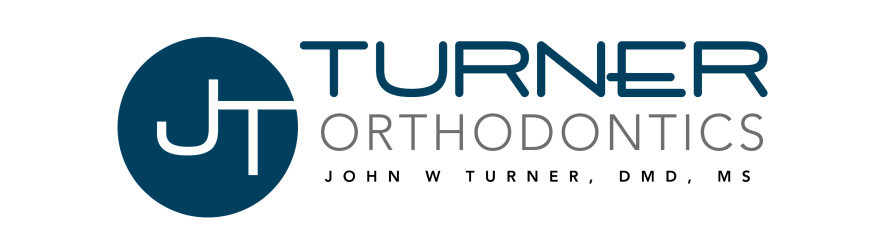 JT
TURNER
ORTHODONTICS
JOHN W TURNER, DMD, MS